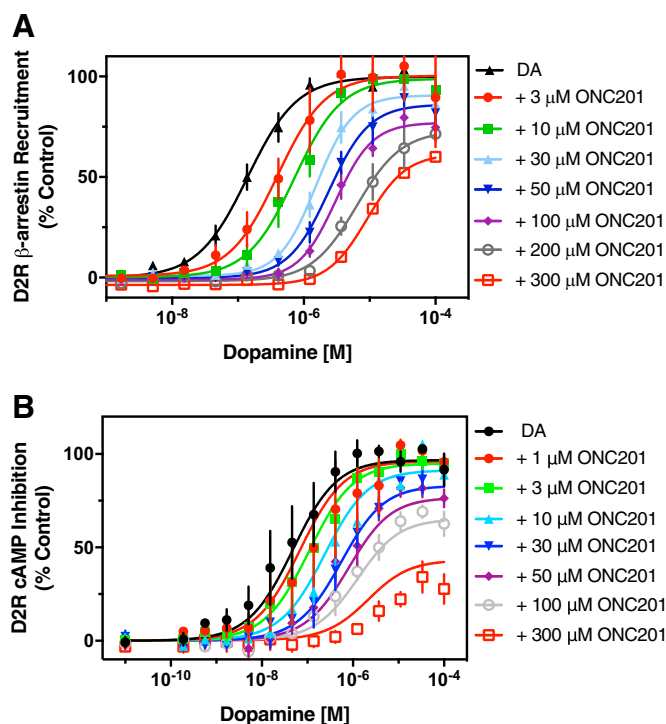 A
D2R β-arrestin Recruitment
(% Control)
100
50
0
10-8
10-6
10-4
Dopamine [M]
DA
+ 3 μM ONC201
+ 10 μM ONC201
+ 30 μM ONC201
+ 50 μM ONC201
+ 100 μM ONC201
+ 200 μM ONC201
+ 300 μM ONC201
B
D2R cAMP Inhibition
(% Control)
100
50
0
10-10
10-8
10-6
10-4
Dopamine [M]
DA
+ 1 μM ONC201
+ 3 μM ONC201
+ 10 μM ONC201
+ 30 μM ONC201
+ 50 μM ONC201
+ 100 μM ONC201
+ 300 μM ONC201